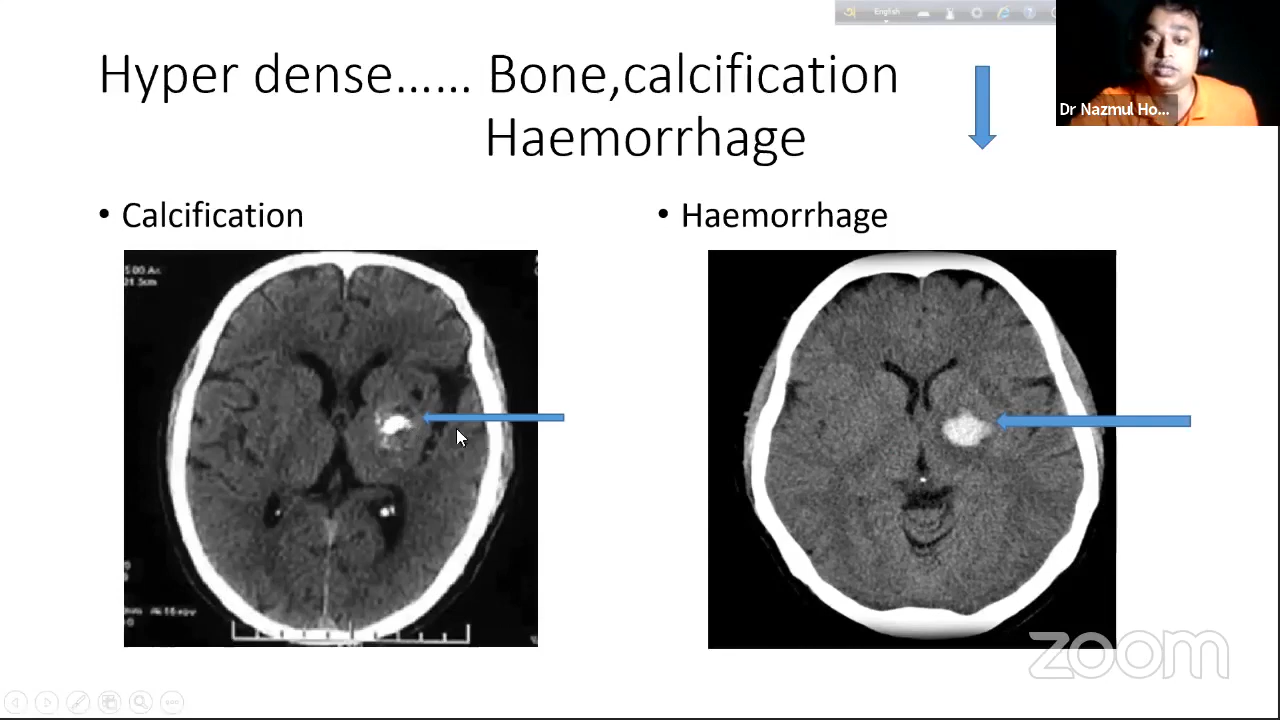 English
Hyper dense…… Bone,calcification
Haemorrhage
Dr Nazmul Ho...
• Calcification
• Haemorrhage
zoom